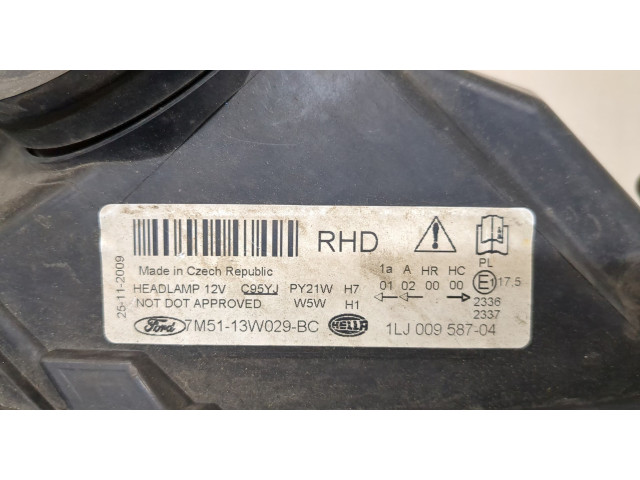 25-11-2009
RHD
Made in Czech Republic
HEADLAMP 12V C95YJ PY21W H7
NOT DOT APPROVED W5W H1
1a A HR HC
01 02 00 00
PL
E1 17,5
2336
2337
Ford 7M51-13W029-BC HELLA 1LJ 009 587-04